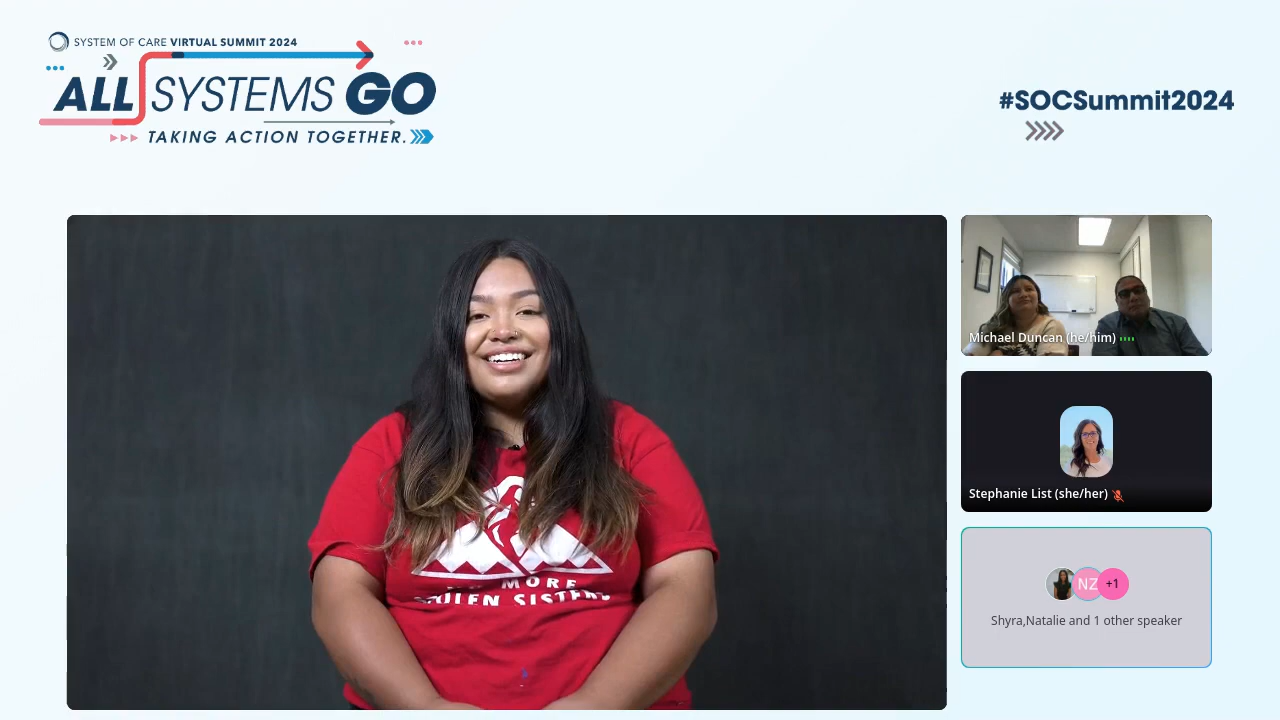 SYSTEM OF CARE VIRTUAL SUMMIT 2024
ALL SYSTEMS GO
TAKING ACTION TOGETHER.
#SOCSummit2024
MORE
Michael Duncan (he/him)
Stephanie List (she/her)
NZ +1
Shyra,Natalie and 1 other speaker